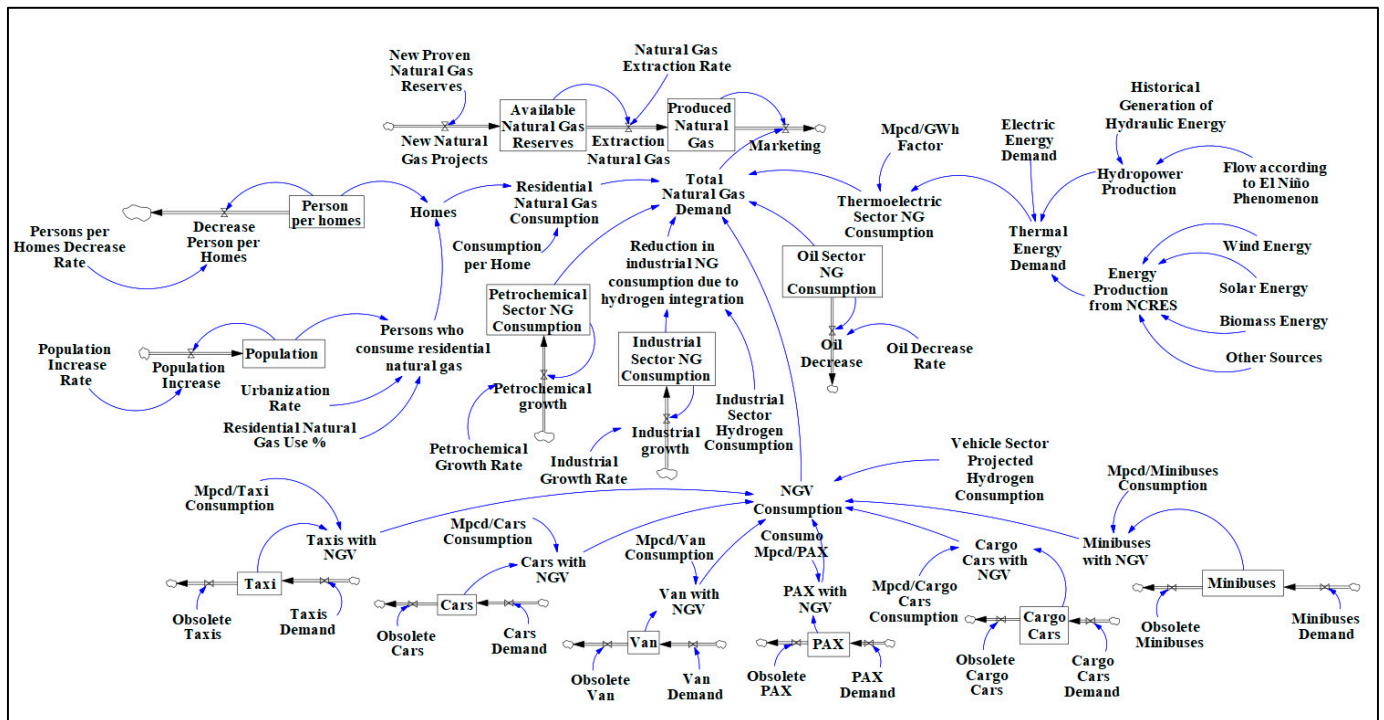 New Proven
Natural Gas
Reserves
Natural Gas
Extraction Rate
Available
Natural Gas
Reserves
Produced
Natural
Gas
New Natural
Gas Projects
Extraction
Natural Gas
Marketing
Historical
Generation of
Hydraulic Energy
Electric
Energy
Demand
Mpcd/GWh
Factor
Hydropower
Production
Flow according
to El Niño
Phenomenon
Person
per homes
Homes
Residential
Natural Gas
Consumption
Total
Natural Gas
Demand
Thermoelectric
Sector NG
Consumption
Thermal
Energy
Demand
Wind Energy
Persons per
Homes Decrease
Rate
Decrease
Person per
Homes
Consumption
per Home
Reduction in
industrial NG
consumption due to
hydrogen integration
Oil Sector
NG
Consumption
Energy
Production
from NCRES
Solar Energy
Biomass Energy
Other Sources
Petrochemical
Sector NG
Consumption
Population
Increase
Rate
Population
Increase
Population
Persons who
consume residential
natural gas
Industrial
Sector NG
Consumption
Oil
Decrease
Oil Decrease
Rate
Urbanization
Rate
Residential Natural
Gas Use %
Petrochemical
growth
Petrochemical
Growth Rate
Industrial
growth
Industrial
Growth Rate
Industrial
Sector
Hydrogen
Consumption
Vehicle Sector
Projected
Hydrogen
Consumption
NGV
Consumption
Mpcd/Taxi
Consumption
Taxis with
NGV
Mpcd/Cars
Consumption
Cars with
NGV
Mpcd/Van
Consumption
Van with
NGV
Consumo
Mpcd/PAX
PAX with
NGV
Mpcd/Cargo
Cars
Consumption
Cargo
Cars with
NGV
Mpcd/Minibuses
Consumption
Minibuses
with NGV
Taxi
Obsolete
Taxis
Taxis
Demand
Cars
Obsolete
Cars
Cars
Demand
Van
Obsolete
Van
Van
Demand
PAX
Obsolete
PAX
PAX
Demand
Cargo
Cars
Obsolete
Cargo
Cars
Cargo
Cars
Demand
Minibuses
Obsolete
Minibuses
Minibuses
Demand